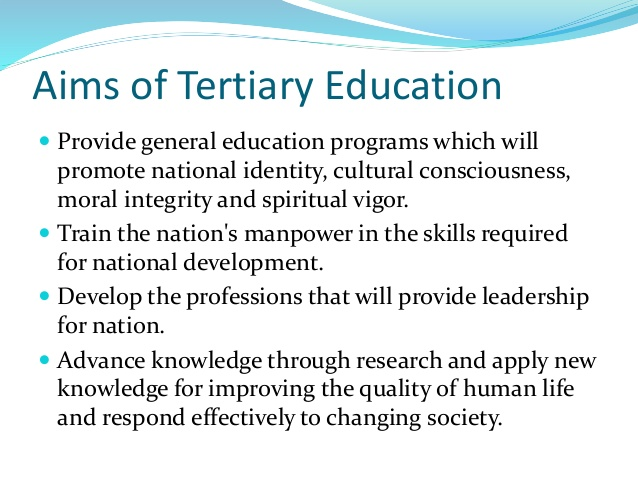 Aims of Tertiary Education
• Provide general education programs which will
promote national identity, cultural consciousness,
moral integrity and spiritual vigor.
• Train the nation's manpower in the skills required
for national development.
• Develop the professions that will provide leadership
for nation.
• Advance knowledge through research and apply new
knowledge for improving the quality of human life
and respond effectively to changing society.